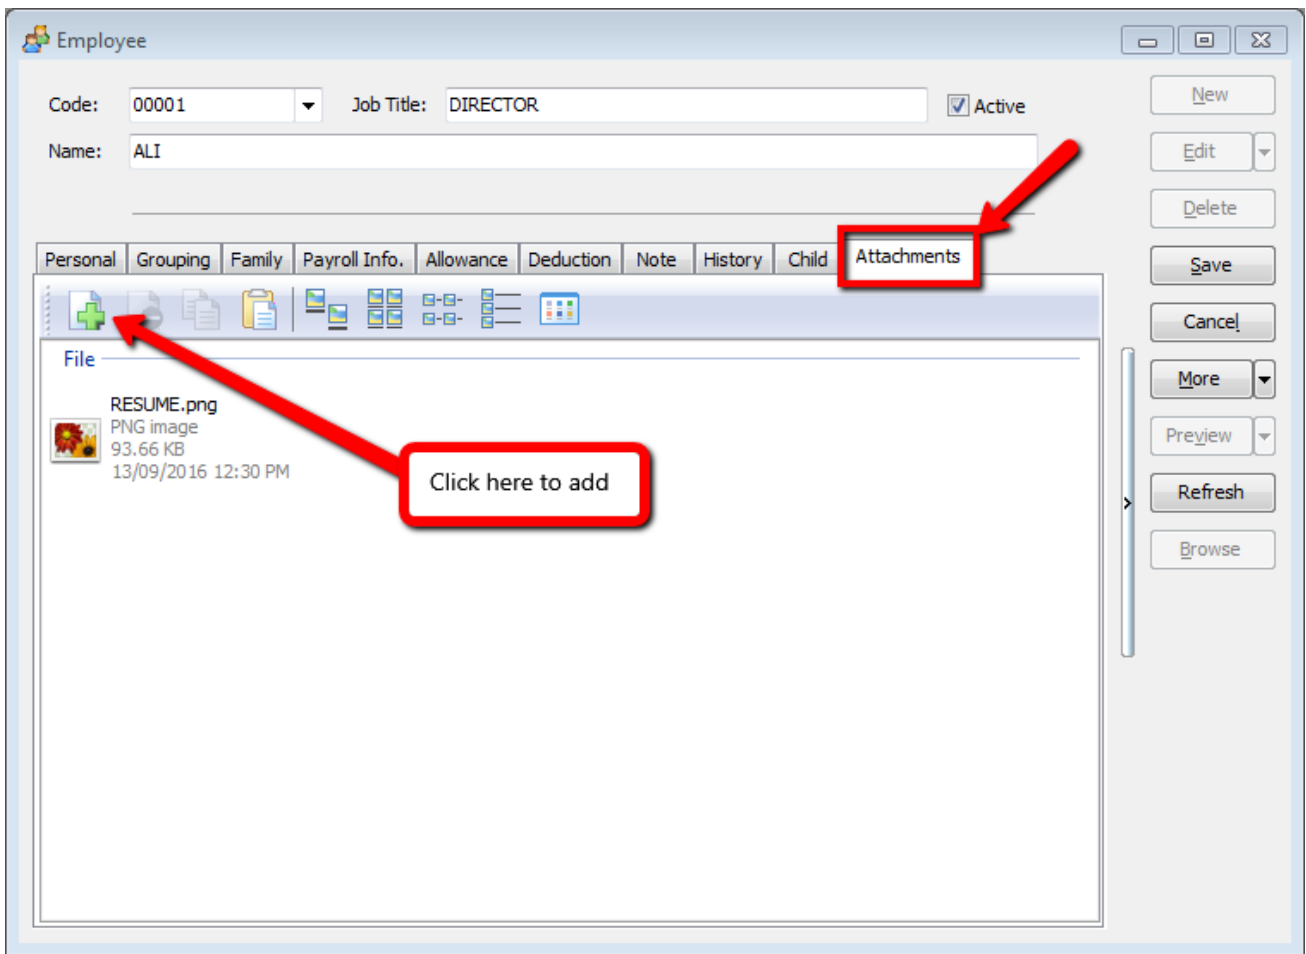 Employee
Code: 00001 Job Title: DIRECTOR Active
Name: ALI
Personal Grouping Family Payroll Info. Allowance Deduction Note History Child Attachments
File
RESUME.png
PNG image
93.66 KB
13/09/2016 12:30 PM
Click here to add
New
Edit
Delete
Save
Cancel
More
Preview
Refresh
Browse